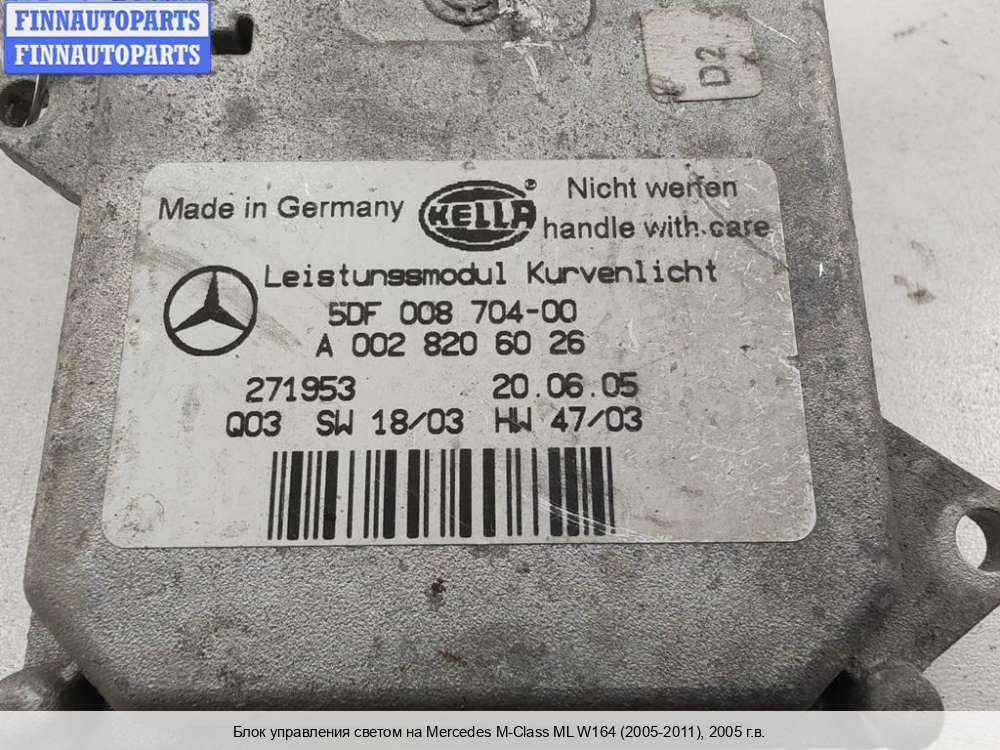 FINNAUTOPARTS
FINNAUTOPARTS
D2
Made in Germany
HELLA
®
Nicht werfen
handle with care
Leistungsmodul Kurvenlicht
5DF 008 704-00
A 002 820 60 26
271953 20.06.05
Q03 SW 18/03 HW 47/03
Блок управления светом на Mercedes M-Class ML W164 (2005-2011), 2005 г.в.